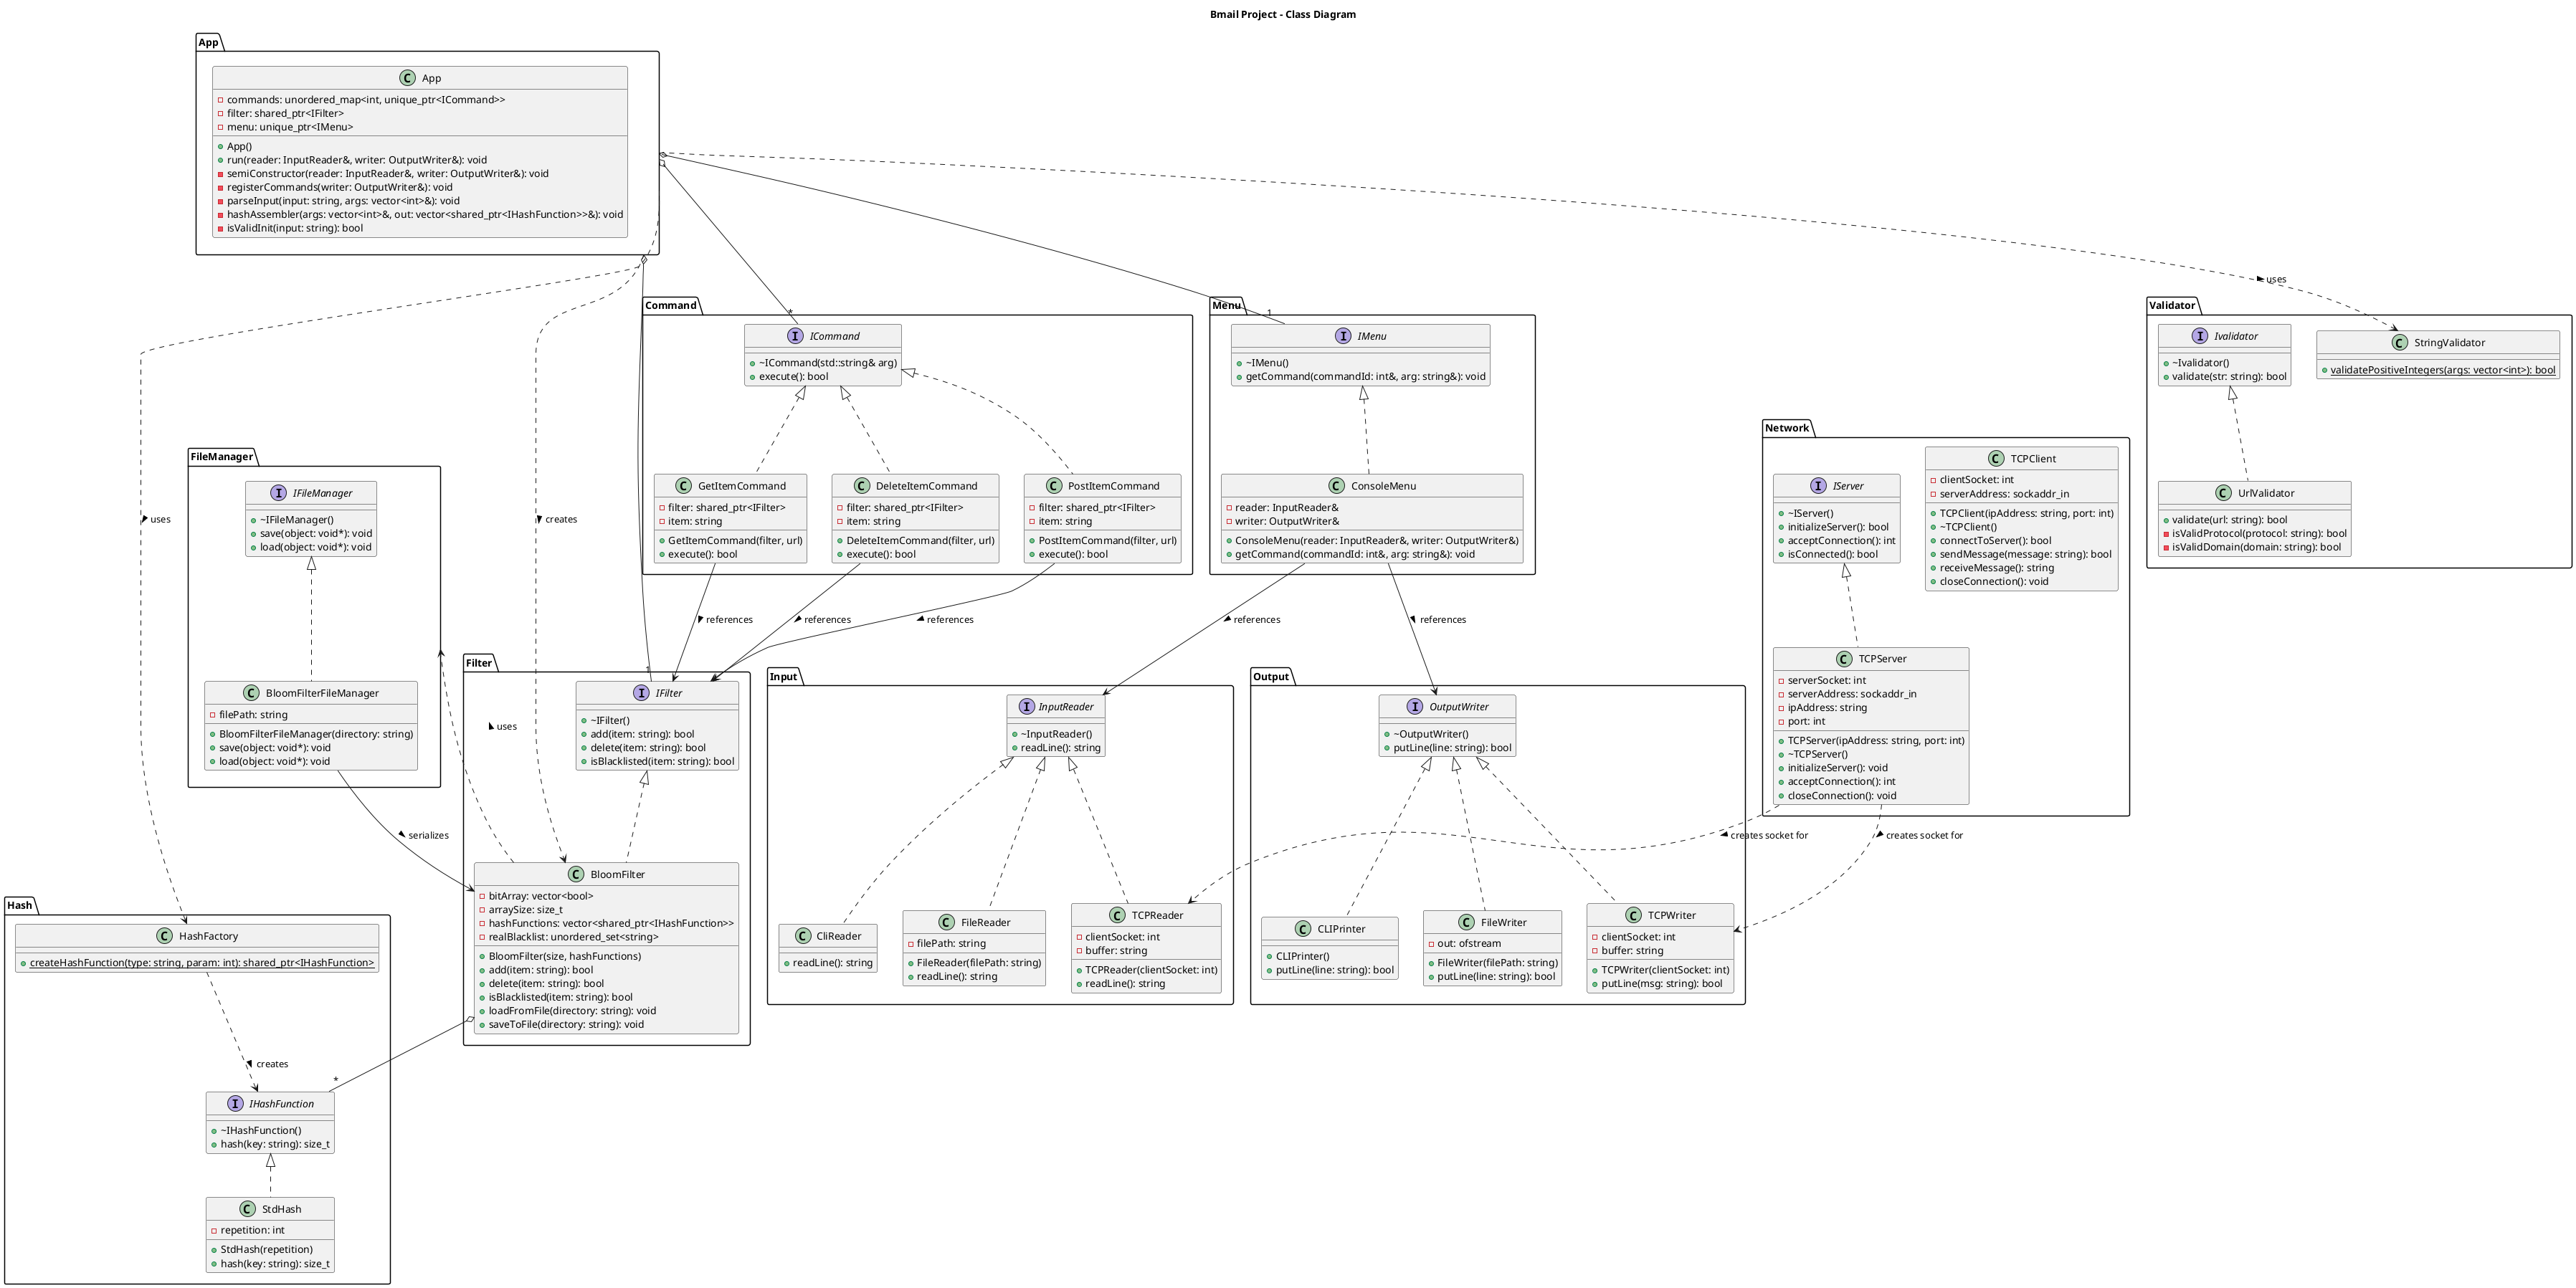 Bmail Project - Class Diagram
App
C App
commands: unordered_map<int, unique_ptr<ICommand>>
filter: shared_ptr<IFilter>
menu: unique_ptr<IMenu>
App()
run(reader: InputReader&, writer: OutputWriter&): void
semiConstructor(reader: InputReader&, writer: OutputWriter&): void
registerCommands(writer: OutputWriter&): void
parseInput(input: string, args: vector<int>&): void
hashAssembler(args: vector<int>&, out: vector<shared_ptr<IHashFunction>>&): void
isValidInit(input: string): bool
uses
Command
*
I ICommand
~ICommand(std::string& arg)
execute(): bool
C GetItemCommand
filter: shared_ptr<IFilter>
item: string
GetItemCommand(filter, url)
execute(): bool
C DeleteItemCommand
filter: shared_ptr<IFilter>
item: string
DeleteItemCommand(filter, url)
execute(): bool
C PostItemCommand
filter: shared_ptr<IFilter>
item: string
PostItemCommand(filter, url)
execute(): bool
Menu
1
I IMenu
~IMenu()
getCommand(commandId: int&, arg: string&): void
C ConsoleMenu
reader: InputReader&
writer: OutputWriter&
ConsoleMenu(reader: InputReader&, writer: OutputWriter&)
getCommand(commandId: int&, arg: string&): void
Validator
I Ivalidator
~Ivalidator()
validate(str: string): bool
C StringValidator
validatePositiveIntegers(args: vector<int>): bool
C UrlValidator
validate(url: string): bool
isValidProtocol(protocol: string): bool
isValidDomain(domain: string): bool
Network
I IServer
~IServer()
initializeServer(): bool
acceptConnection(): int
isConnected(): bool
C TCPClient
clientSocket: int
serverAddress: sockaddr_in
TCPClient(ipAddress: string, port: int)
~TCPClient()
connectToServer(): bool
sendMessage(message: string): bool
receiveMessage(): string
closeConnection(): void
C TCPServer
serverSocket: int
serverAddress: sockaddr_in
ipAddress: string
port: int
TCPServer(ipAddress: string, port: int)
~TCPServer()
initializeServer(): void
acceptConnection(): int
closeConnection(): void
FileManager
I IFileManager
~IFileManager()
save(object: void*): void
load(object: void*): void
C BloomFilterFileManager
filePath: string
BloomFilterFileManager(directory: string)
save(object: void*): void
load(object: void*): void
uses
creates
references
references
references
references
references
uses
serializes
creates socket for
creates socket for
Filter
1
I IFilter
~IFilter()
add(item: string): bool
delete(item: string): bool
isBlacklisted(item: string): bool
C BloomFilter
bitArray: vector<bool>
arraySize: size_t
hashFunctions: vector<shared_ptr<IHashFunction>>
realBlacklist: unordered_set<string>
BloomFilter(size, hashFunctions)
add(item: string): bool
delete(item: string): bool
isBlacklisted(item: string): bool
loadFromFile(directory: string): void
saveToFile(directory: string): void
Input
I InputReader
~InputReader()
readLine(): string
C CliReader
readLine(): string
C FileReader
filePath: string
FileReader(filePath: string)
readLine(): string
C TCPReader
clientSocket: int
buffer: string
TCPReader(clientSocket: int)
readLine(): string
Output
I OutputWriter
~OutputWriter()
putLine(line: string): bool
C CLIPrinter
CLIPrinter()
putLine(line: string): bool
C FileWriter
out: ofstream
FileWriter(filePath: string)
putLine(line: string): bool
C TCPWriter
clientSocket: int
buffer: string
TCPWriter(clientSocket: int)
putLine(msg: string): bool
Hash
C HashFactory
createHashFunction(type: string, param: int): shared_ptr<IHashFunction>
creates
*
I IHashFunction
~IHashFunction()
hash(key: string): size_t
C StdHash
repetition: int
StdHash(repetition)
hash(key: string): size_t